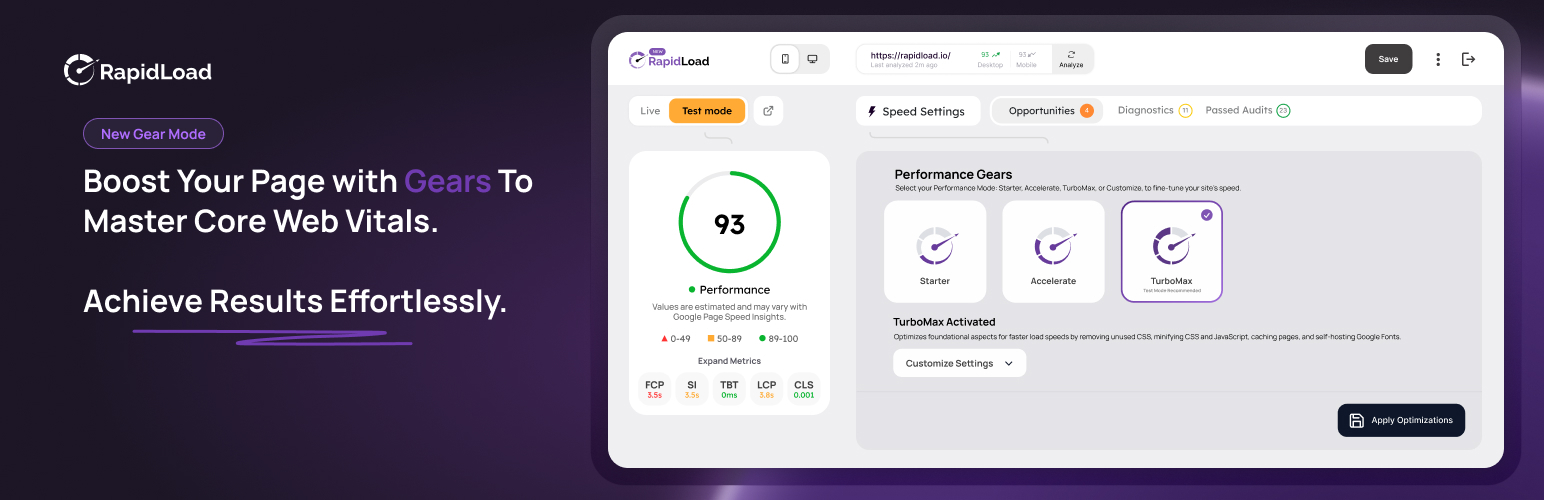 RapidLoad
New Gear Mode
Boost Your Page with Gears To
Master Core Web Vitals.
Achieve Results Effortlessly.
NEW
RapidLoad
https://rapidload.io/
Last analyzed 2m ago
93
Desktop
93
Mobile
Analyze
Save
Live
Test mode
Speed Settings
Opportunities 4
Diagnostics 11
Passed Audits 23
93
Performance
Values are estimated and may vary with
Google Page Speed Insights.
0-49 50-89 89-100
Expand Metrics
FCP SI TBT LCP CLS
3.5s 3.5s 0ms 3.8s 0.001
Performance Gears
Select your Performance Mode: Starter, Accelerate, TurboMax, or Customize, to fine-tune your site's speed.
Starter
Accelerate
TurboMax
Test Mode Recommended
TurboMax Activated
Optimizes foundational aspects for faster load speeds by removing unused CSS, minifying CSS and JavaScript, caching pages, and self-hosting Google Fonts.
Customize Settings
Apply Optimizations